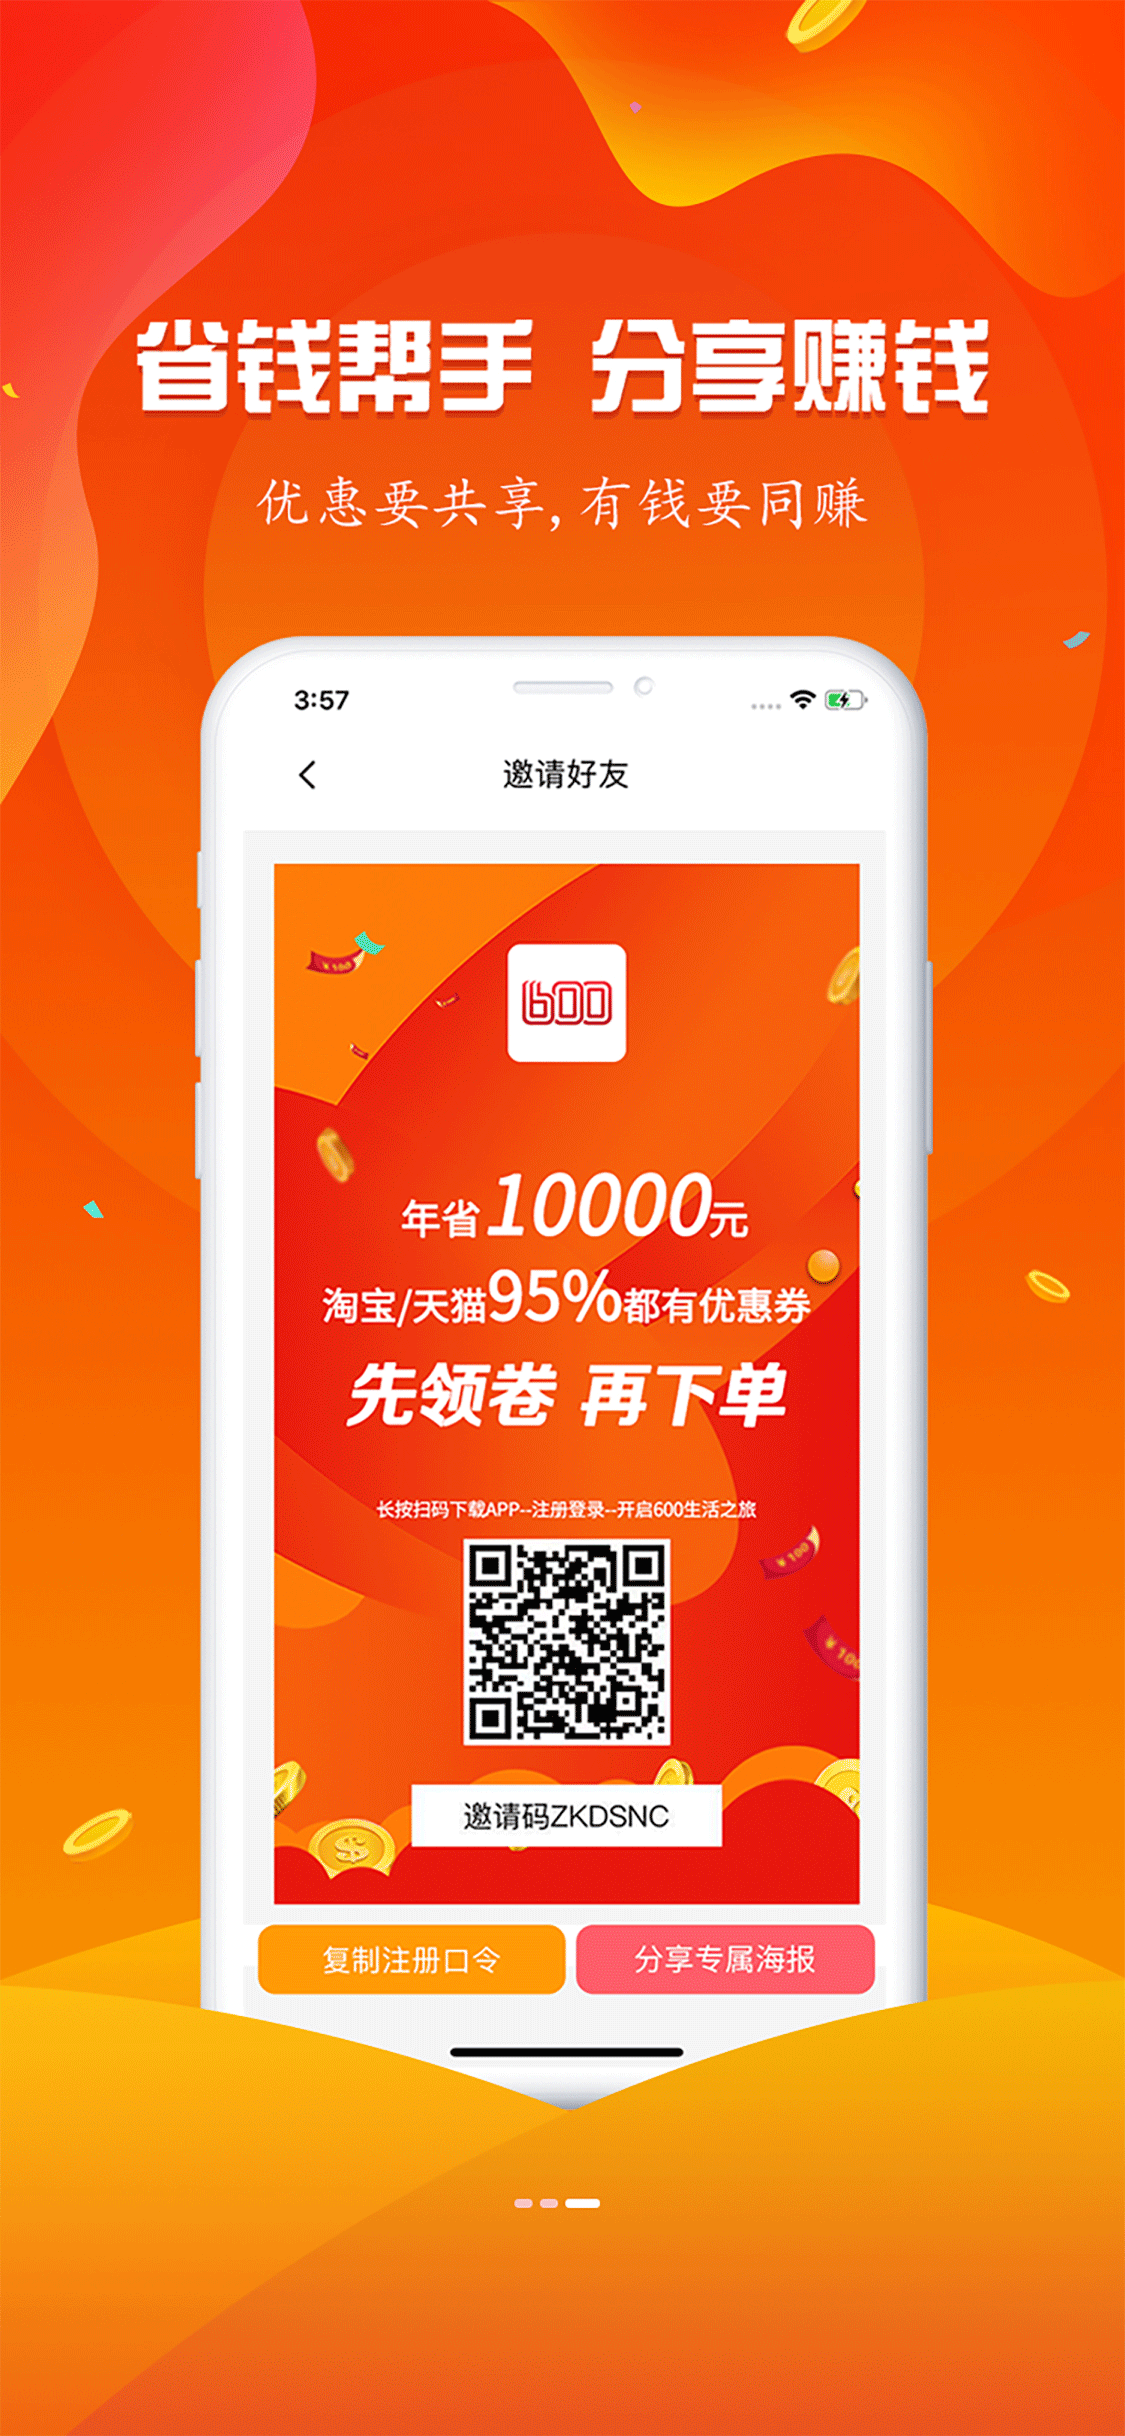 省钱帮手 分享赚钱
优惠要共享,有钱要同赚
3:57
邀请好友
600
¥100
年省10000元
淘宝/天猫95%都有优惠券
先领卷 再下单
长按扫码下载APP--注册登录--开启600生活之旅
¥100
¥100
邀请码ZKDSNC
复制注册口令
分享专属海报